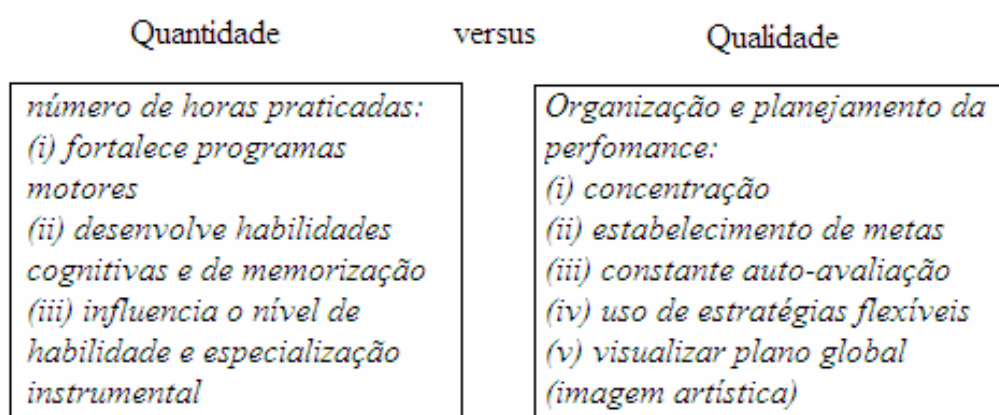 Quantidade versus Qualidade
número de horas praticadas:
(i) fortalece programas
motores
(ii) desenvolve habilidades
cognitivas e de memorização
(iii) influencia o nível de
habilidade e especialização
instrumental
Organização e planejamento da
perfomance:
(i) concentração
(ii) estabelecimento de metas
(iii) constante auto-avaliação
(iv) uso de estratégias flexíveis
(v) visualizar plano global
(imagem artística)